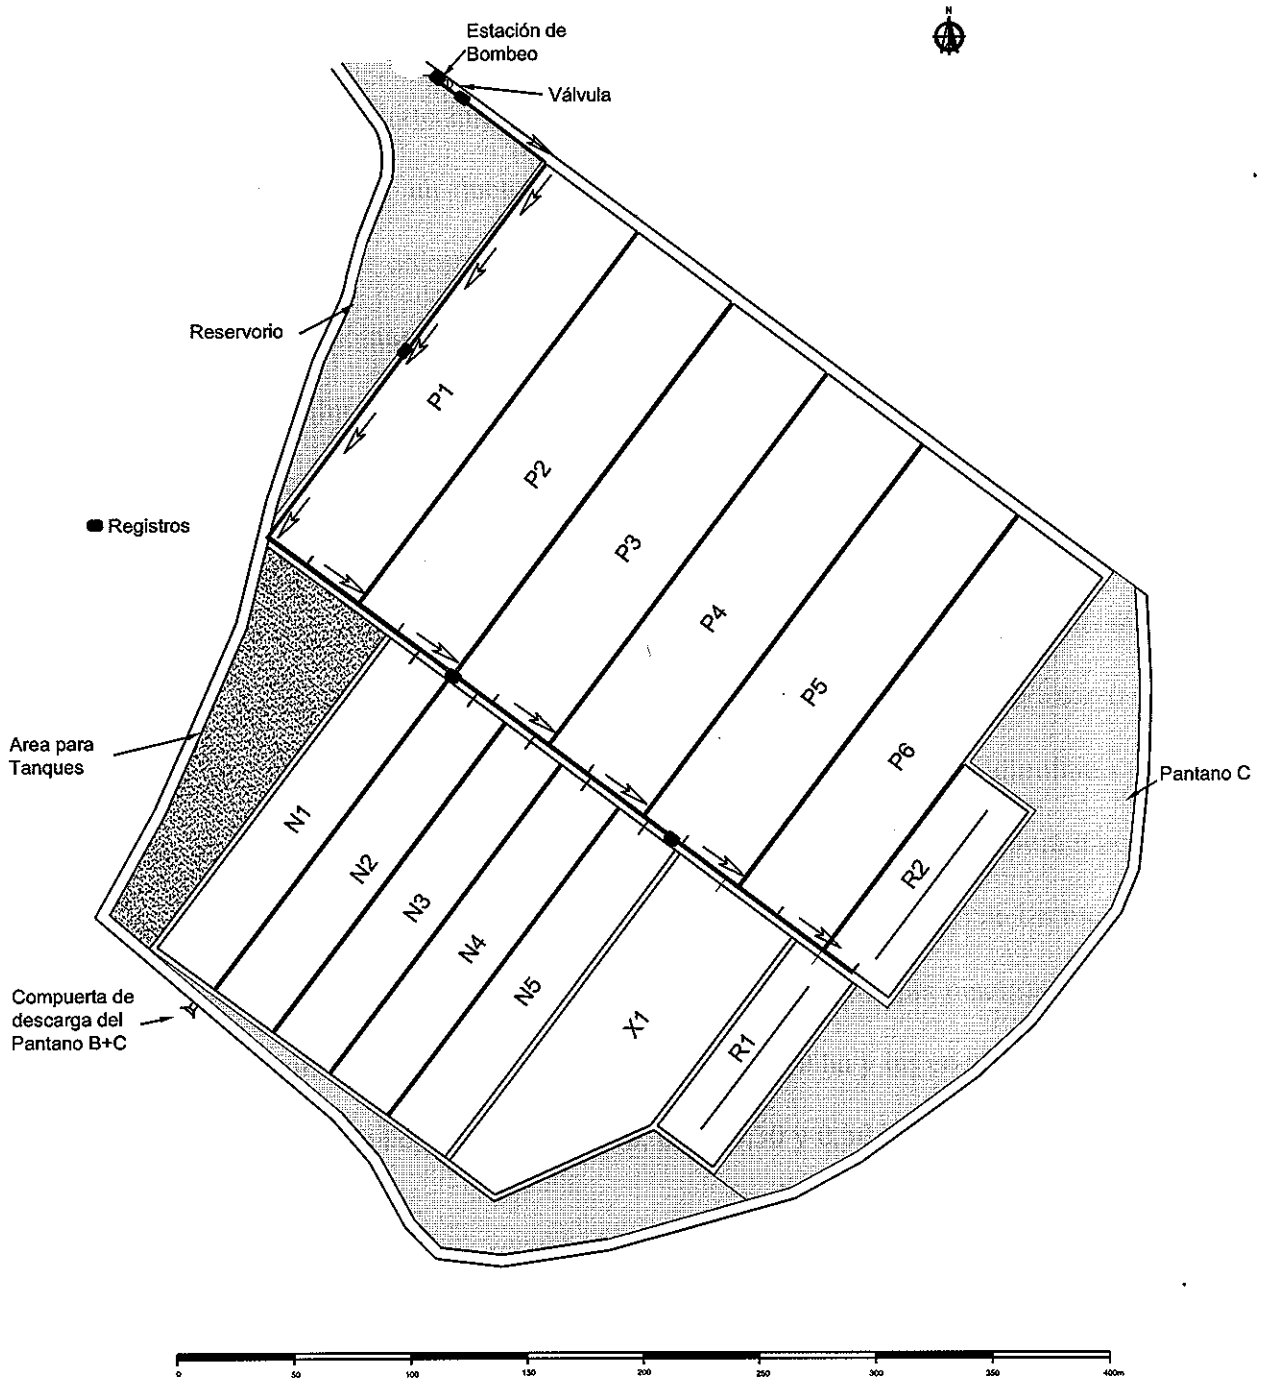 N
Estación de
Bombeo
Válvula
Reservorio
P1
P2
Registros
P3
P4
P5
P6
Area para
Tanques
Pantano C
N1
N2
N3
N4
N5
R2
X1
R1
Compuerta de
descarga del
Pantano B+C
0 50 100 150 200 250 300 350 400m